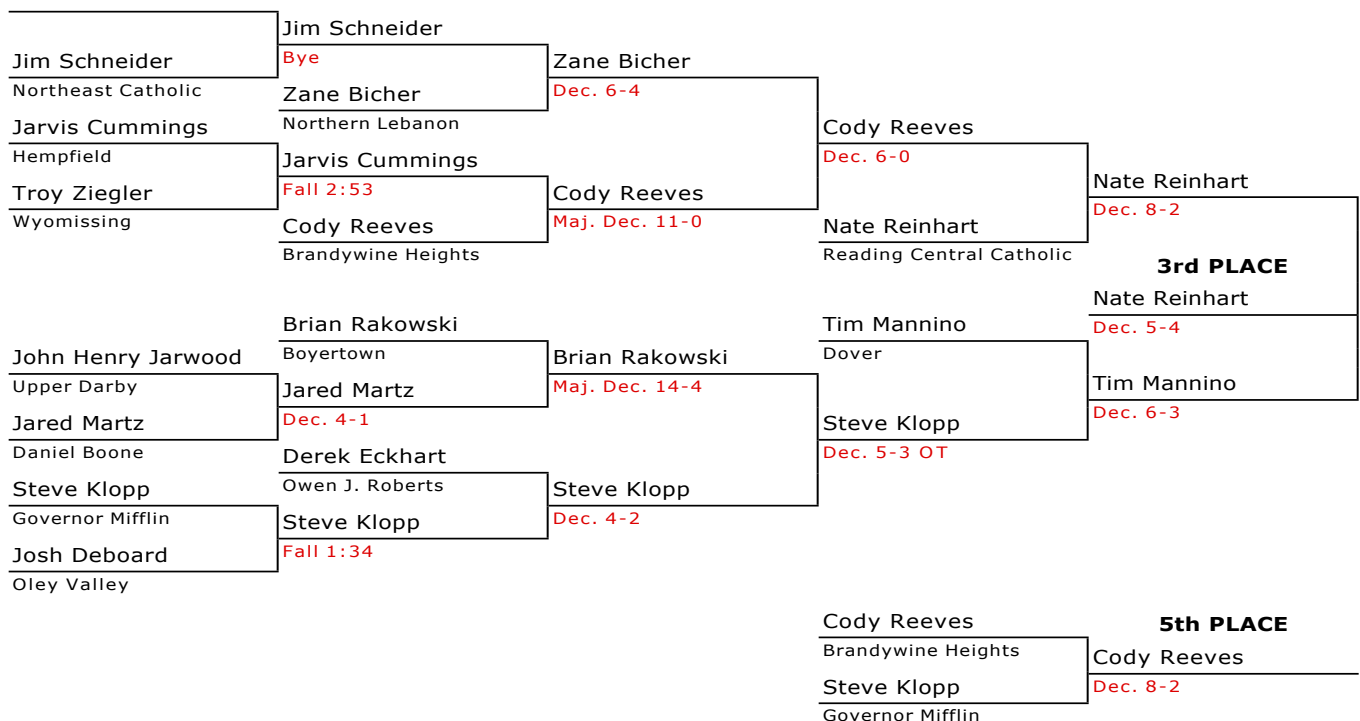 Jim Schneider
Jim Schneider
Bye
Zane Bicher
Northeast Catholic
Zane Bicher
Dec. 6-4
Jarvis Cummings
Northern Lebanon
Cody Reeves
Hempfield
Jarvis Cummings
Dec. 6-0
Troy Ziegler
Fall 2:53
Cody Reeves
Nate Reinhart
Wyomissing
Cody Reeves
Maj. Dec. 11-0
Nate Reinhart
Dec. 8-2
Brandywine Heights
Reading Central Catholic
3rd PLACE
Nate Reinhart
Brian Rakowski
Tim Mannino
Dec. 5-4
John Henry Jarwood
Boyertown
Brian Rakowski
Dover
Upper Darby
Jared Martz
Maj. Dec. 14-4
Tim Mannino
Jared Martz
Dec. 4-1
Steve Klopp
Dec. 6-3
Daniel Boone
Derek Eckhart
Dec. 5-3 OT
Steve Klopp
Owen J. Roberts
Steve Klopp
Governor Mifflin
Steve Klopp
Dec. 4-2
Josh Deboard
Fall 1:34
Oley Valley
Cody Reeves
5th PLACE
Brandywine Heights
Cody Reeves
Steve Klopp
Dec. 8-2
Governor Mifflin